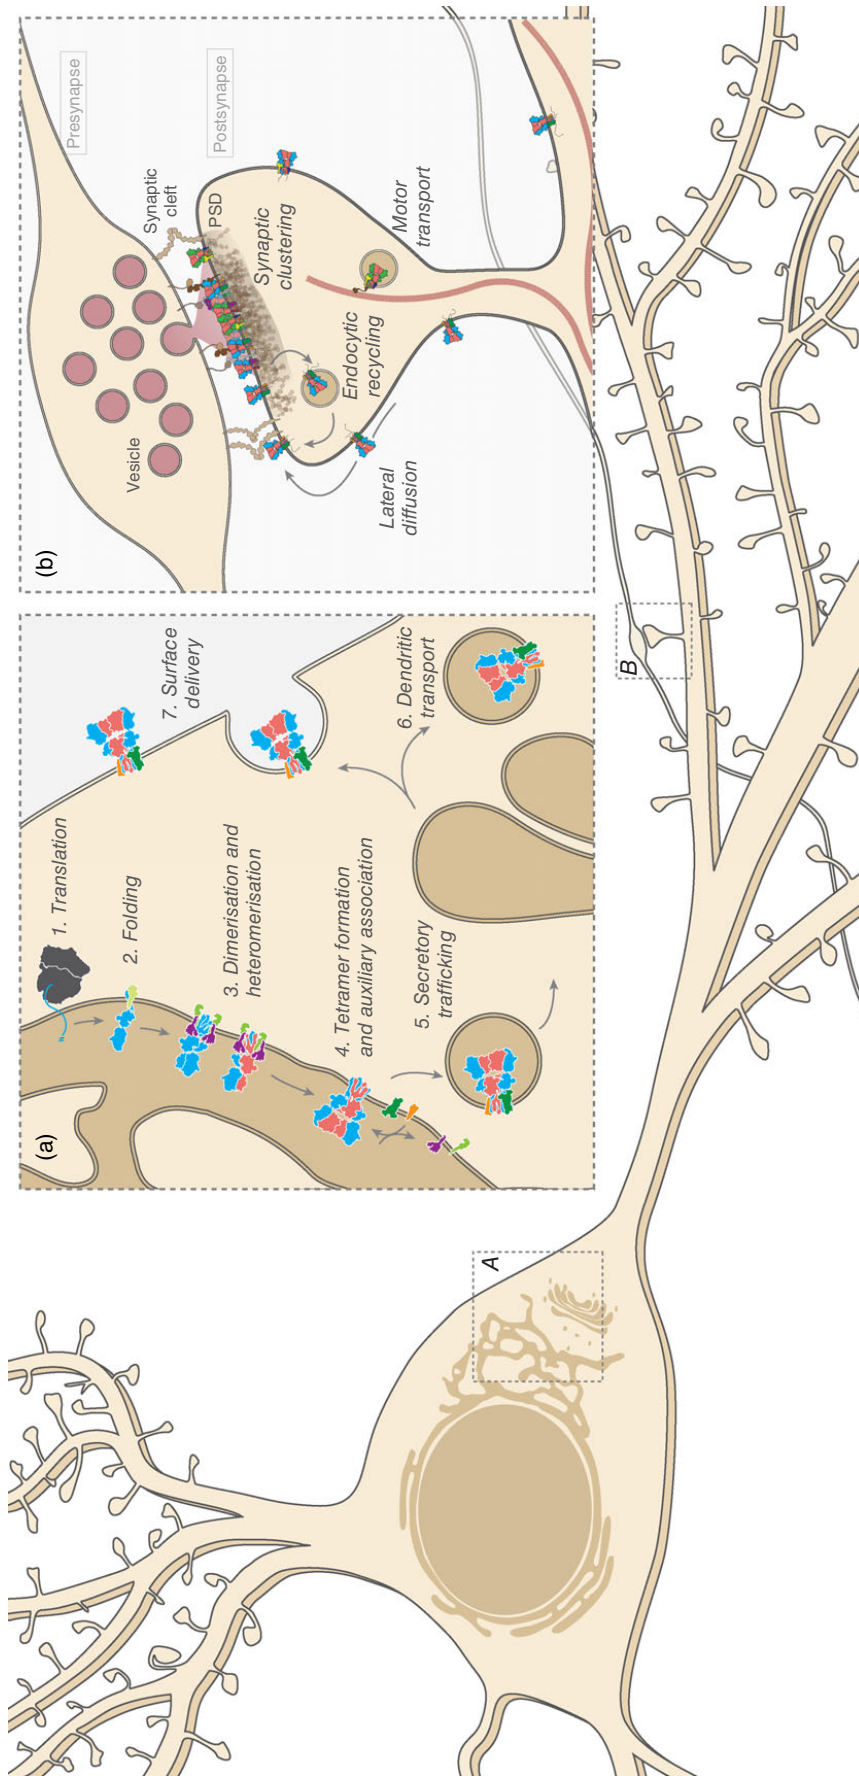 (a)
1. Translation
2. Folding
3. Dimerisation and
heteromerisation
4. Tetramer formation
and auxiliary association
5. Secretory
trafficking
6. Dendritic
transport
7. Surface
delivery
(b)
Presynapse
Postsynapse
Vesicle
Synaptic
cleft
PSD
Synaptic
clustering
Endocytic
recycling
Lateral
diffusion
Motor
transport
A
B